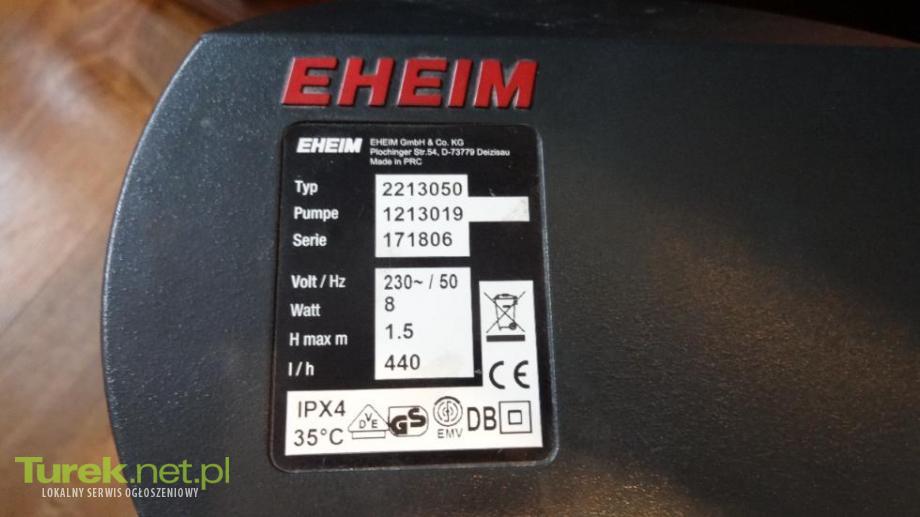 EHEIM
EHEIM EHEIM GmbH & Co. KG
Plochinger Str.54, D-73779 Deizisau
Made in PRC
Typ 2213050
Pumpe 1213019
Serie 171806
Volt / Hz 230~ / 50
Watt 8
H max m 1.5
l / h 440
CE
IPX4
35°C
DVE
GS
EMV
DB
Turek.net.pl
LOKALNY SERWIS OGŁOSZENIOWY